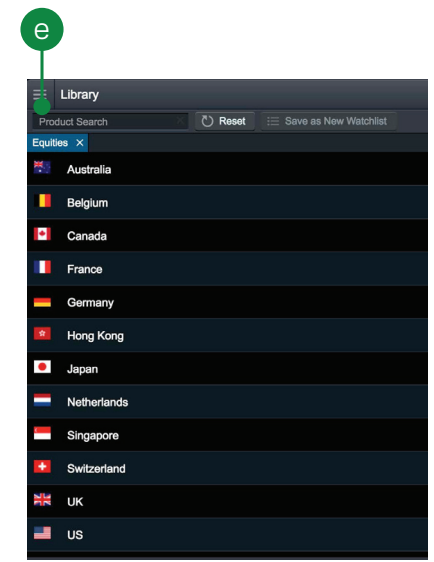 e
Library
Product Search Reset Save as New Watchlist
Equities
Australia
Belgium
Canada
France
Germany
Hong Kong
Japan
Netherlands
Singapore
Switzerland
UK
US